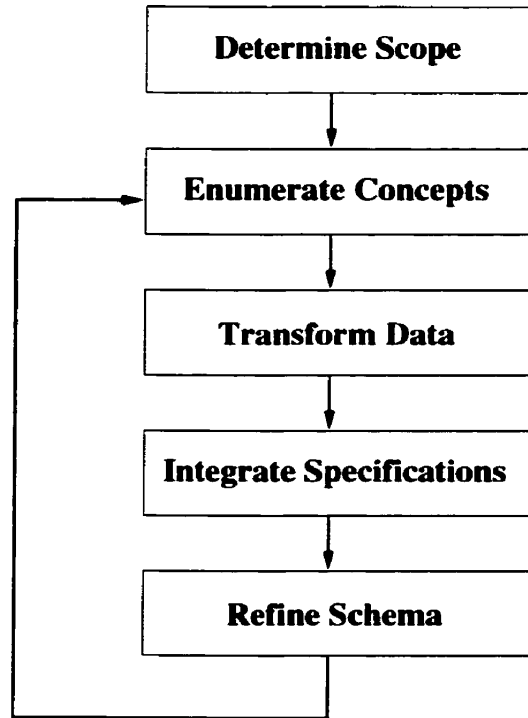 Determine Scope
Enumerate Concepts
Transform Data
Integrate Specifications
Refine Schema